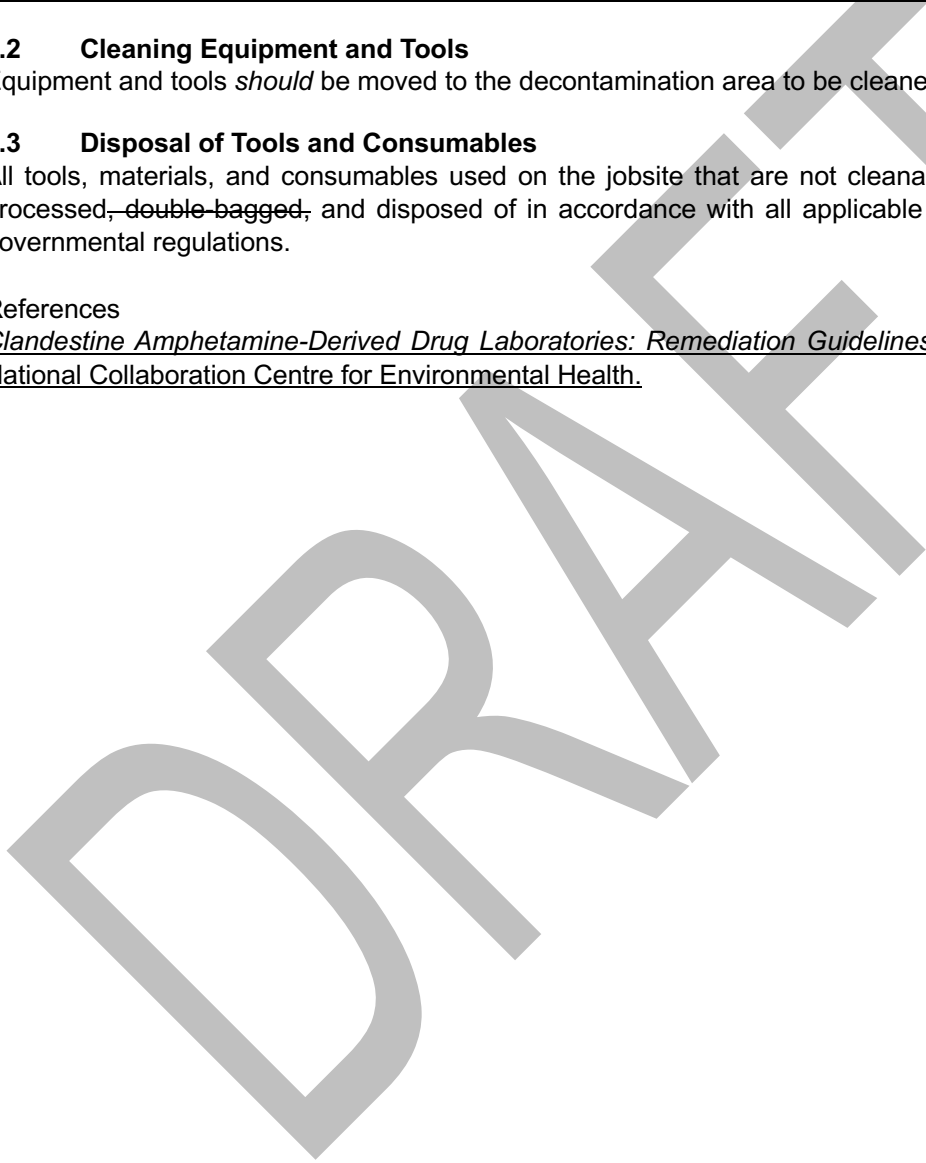 .2 Cleaning Equipment and Tools
quipment and tools should be moved to the decontamination area to be cleane
.3 Disposal of Tools and Consumables
ll tools, materials, and consumables used on the jobsite that are not cleana
rocessed, double-bagged, and disposed of in accordance with all applicable
overnmental regulations.
References
Clandestine Amphetamine-Derived Drug Laboratories: Remediation Guidelines
National Collaboration Centre for Environmental Health.
DRAFT